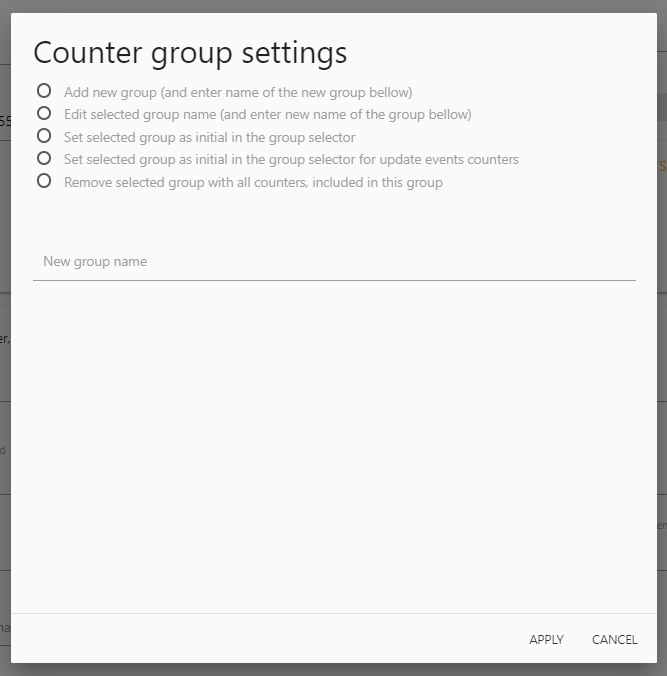 Counter group settings
Add new group (and enter name of the new group bellow)
Edit selected group name (and enter new name of the group bellow)
Set selected group as initial in the group selector
Set selected group as initial in the group selector for update events counters
Remove selected group with all counters, included in this group
New group name
APPLY CANCEL